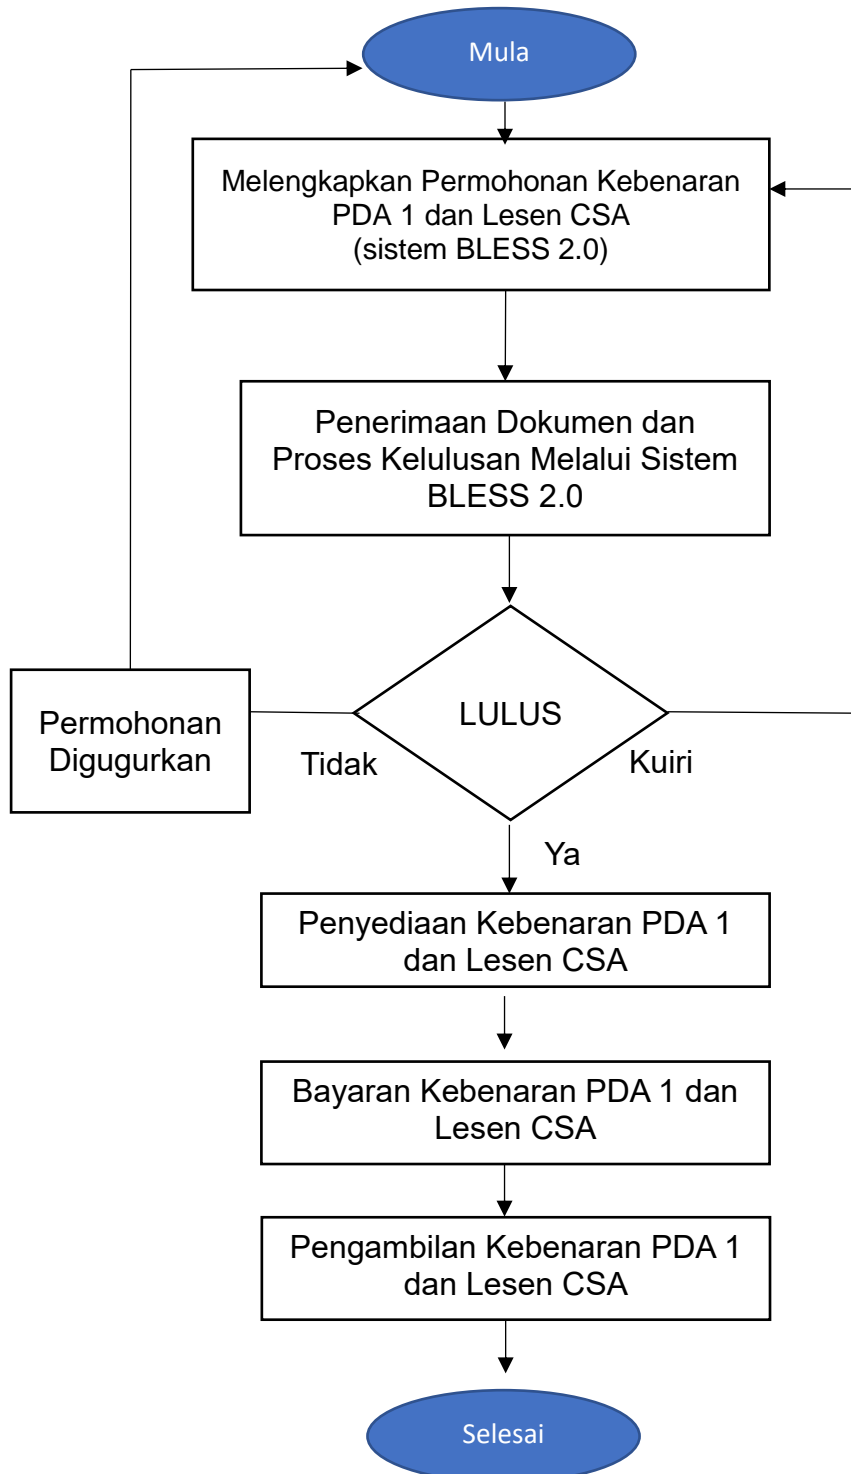 Mula
Melengkapkan Permohonan Kebenaran
PDA 1 dan Lesen CSA
(sistem BLESS 2.0)
Penerimaan Dokumen dan
Proses Kelulusan Melalui Sistem
BLESS 2.0
LULUS
Permohonan
Digugurkan
Tidak
Kuiri
Ya
Penyediaan Kebenaran PDA 1
dan Lesen CSA
Bayaran Kebenaran PDA 1 dan
Lesen CSA
Pengambilan Kebenaran PDA 1
dan Lesen CSA
Selesai